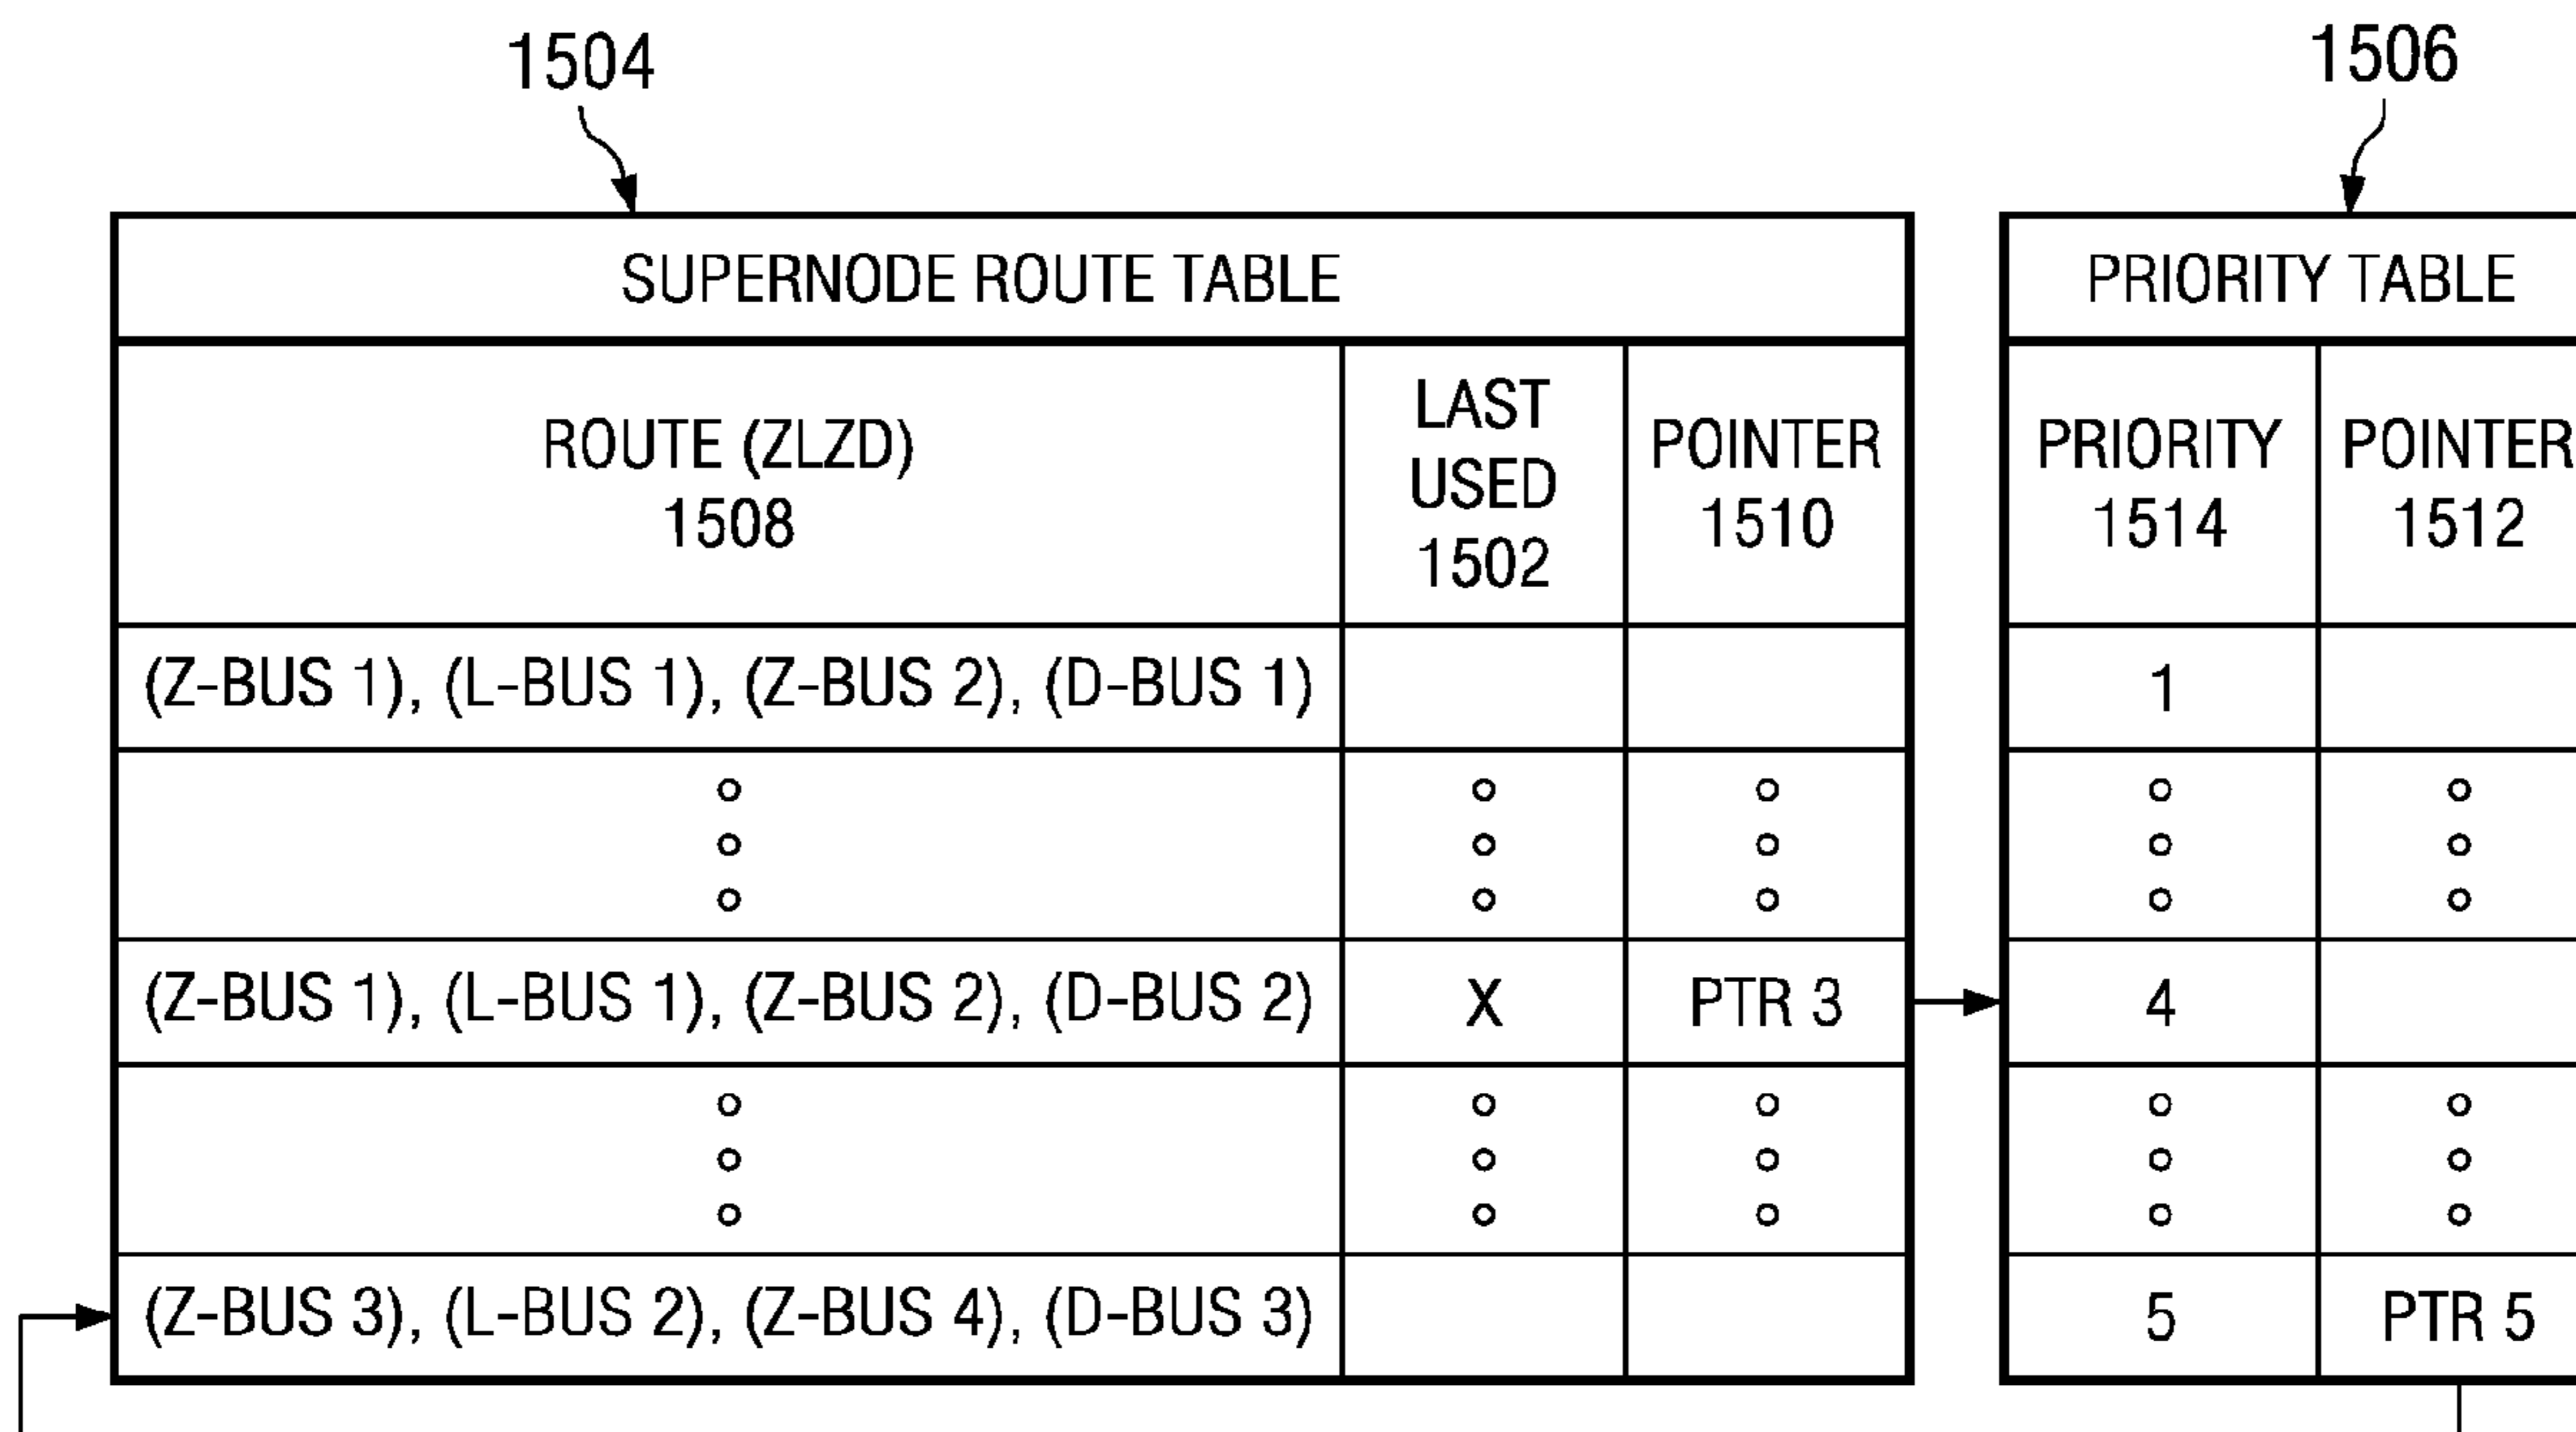 1504
1506
SUPERNODE ROUTE TABLE
PRIORITY TABLE
ROUTE (ZLZD)
1508
LAST
USED
1502
POINTER
1510
PRIORITY
1514
POINTER
1512
(Z-BUS 1), (L-BUS 1), (Z-BUS 2), (D-BUS 1)
1
(Z-BUS 1), (L-BUS 1), (Z-BUS 2), (D-BUS 2)
X
PTR 3
4
(Z-BUS 3), (L-BUS 2), (Z-BUS 4), (D-BUS 3)
5
PTR 5